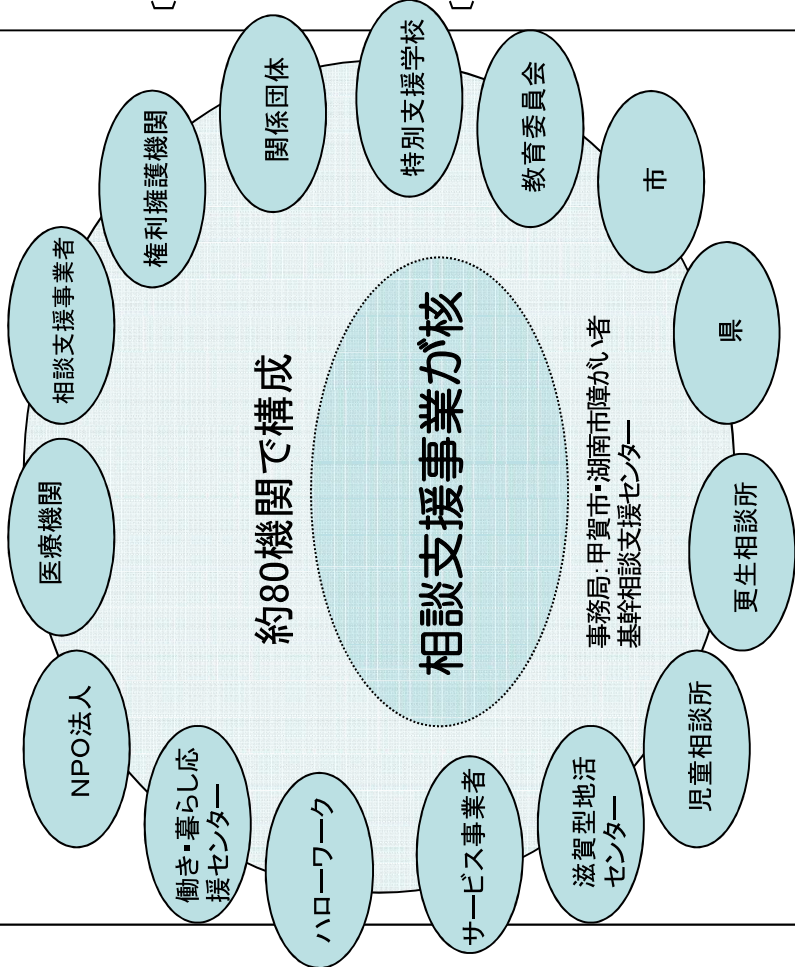 相談支援事業者
権利擁護機関
関係団体
特別支援学校
教育委員会
市
県
更生相談所
児童相談所
滋賀型地活
センター
サービス事業者
ハローワーク
働き・暮らし応
援センター
NPO法人
医療機関
約80機関で構成
相談支援事業が核
事務局：甲賀市・湖南市障がい者
基幹相談支援センター